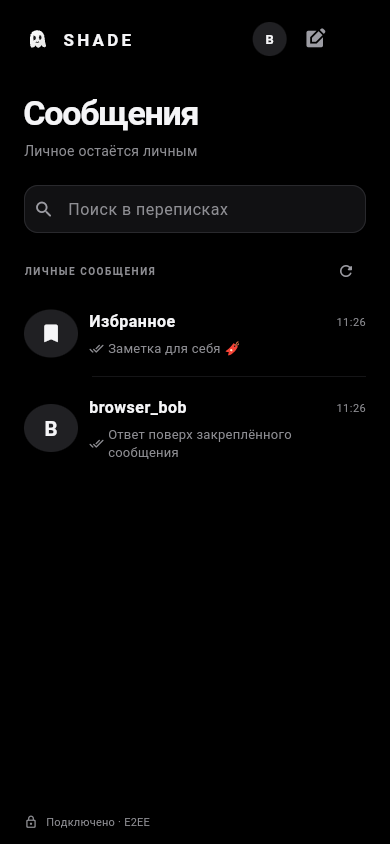 SHADE
B
Сообщения
Личное остаётся личным
Поиск в переписках
ЛИЧНЫЕ СООБЩЕНИЯ
Избранное
11:26
Заметка для себя 🧨
browser_bob
11:26
B
Ответ поверх закреплённого
сообщения
Подключено · E2EE